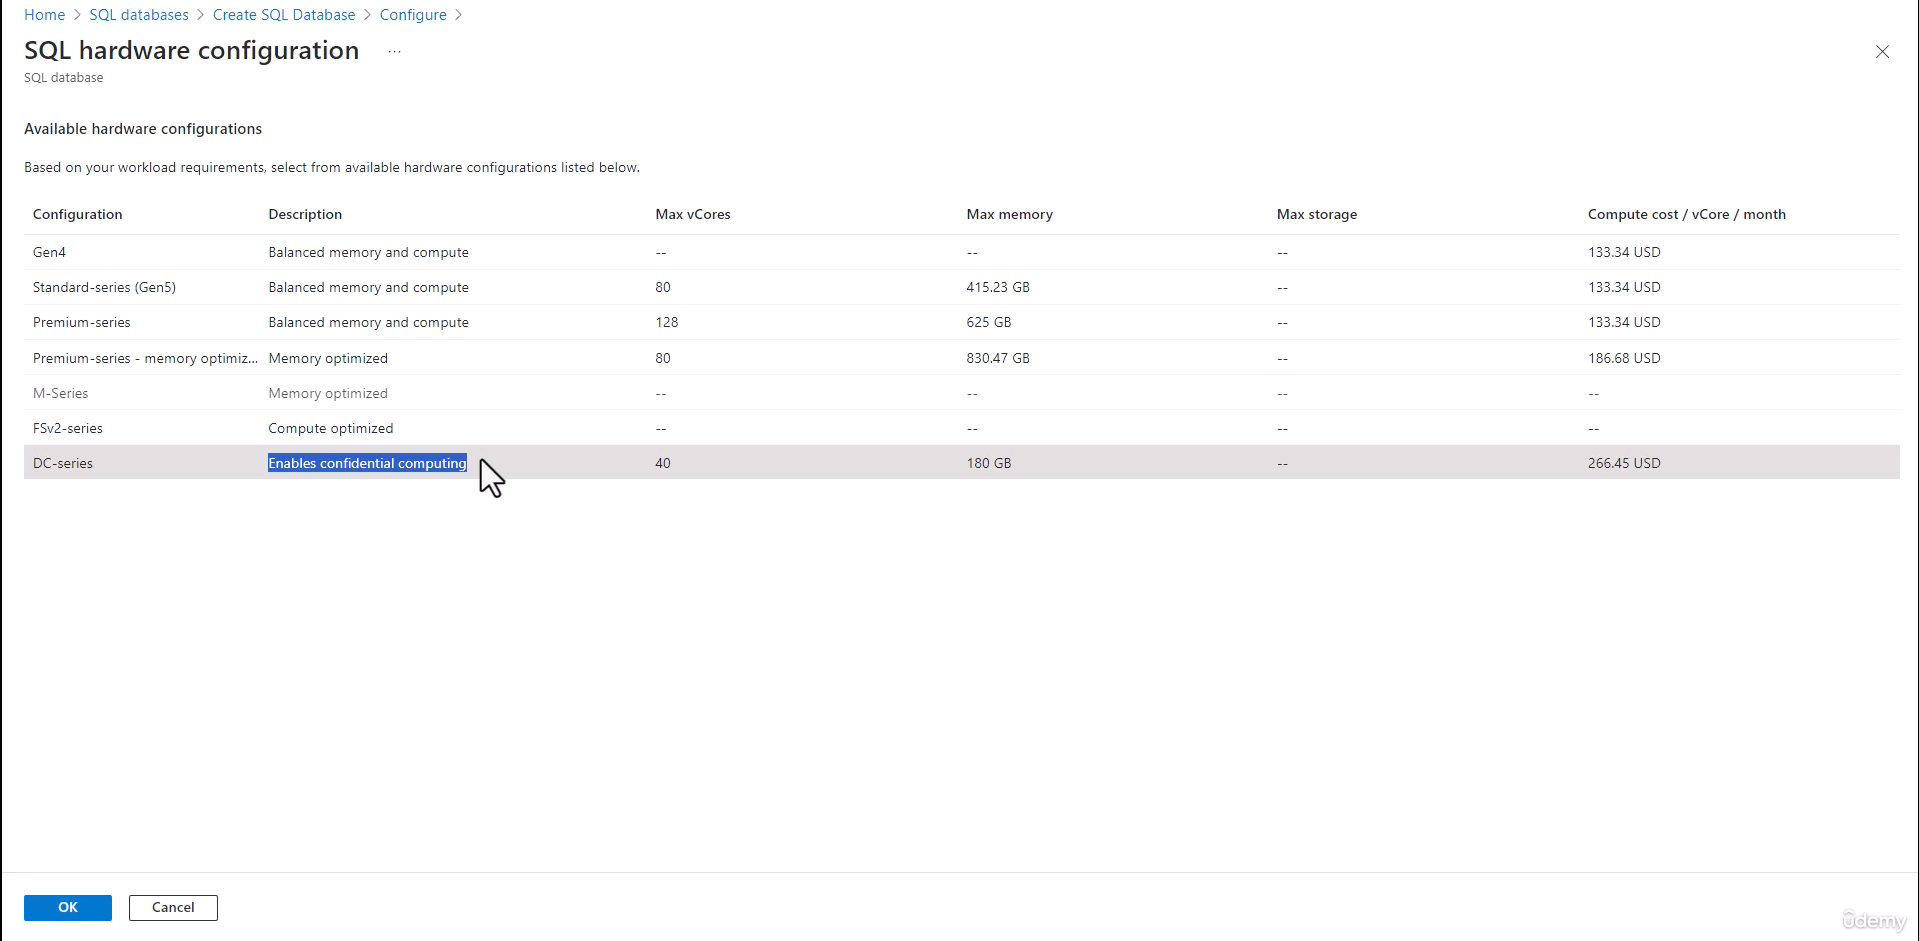 Home > SQL databases > Create SQL Database > Configure >
SQL hardware configuration ...
SQL database
Available hardware configurations
Based on your workload requirements, select from available hardware configurations listed below.
Configuration Description Max vCores Max memory Max storage Compute cost / vCore / month
Gen4 Balanced memory and compute -- -- -- 133.34 USD
Standard-series (Gen5) Balanced memory and compute 80 415.23 GB -- 133.34 USD
Premium-series Balanced memory and compute 128 625 GB -- 133.34 USD
Premium-series - memory optimiz... Memory optimized 80 830.47 GB -- 186.68 USD
M-Series Memory optimized -- -- -- --
FSv2-series Compute optimized -- -- -- --
DC-series Enables confidential computing 40 180 GB -- 266.45 USD
OK Cancel
ûdemy